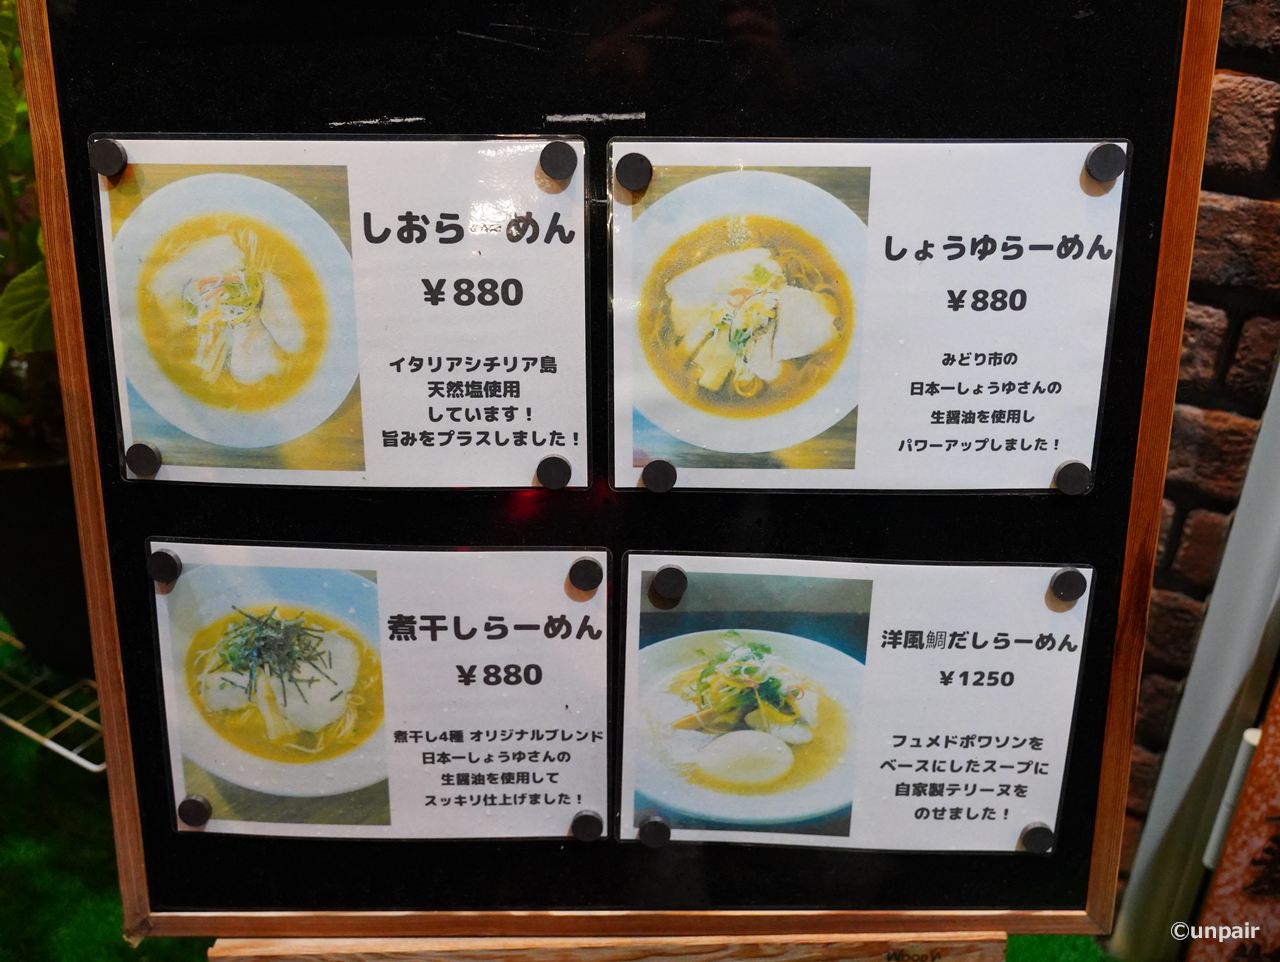 しおらーめん
¥880
イタリアシチリア島
天然塩使用
しています！
旨みをプラスしました！
しょうゆらーめん
¥880
みどり市の
日本一しょうゆさんの
生醤油を使用し
パワーアップしました！
煮干しらーめん
¥880
煮干し4種 オリジナルブレンド
日本一しょうゆさんの
生醤油を使用して
スッキリ仕上げました！
洋風鯛だしらーめん
¥1250
フュメドポワソンを
ベースにしたスープに
自家製テリーヌを
のせました！
©unpair